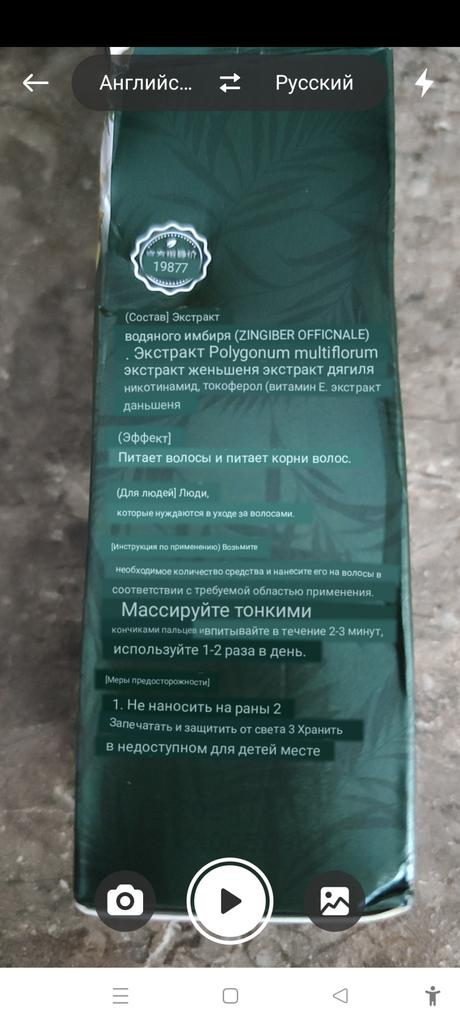 Английс...
Русский
19877
(Состав] Экстракт
водяного имбиря (ZINGIBER OFFICNALE)
. Экстракт Polygonum multiflorum
экстракт женьшеня экстракт дягиля
никотинамид, токоферол (витамин Е. экстракт
даньшеня
(Эффект]
Питает волосы и питает корни волос.
(Для людей] Люди,
которые нуждаются в уходе за волосами.
[Инструкция по применению) Возьмите
необходимое количество средства и нанесите его на волосы в
соответствии с требуемой областью применения.
Массируйте тонкими
кончиками пальцев ивпитывайте в течение 2-3 минут,
используйте 1-2 раза в день.
[Меры предосторожности]
1. Не наносить на раны 2
Запечатать и защитить от света 3 Хранить
в недоступном для детей месте